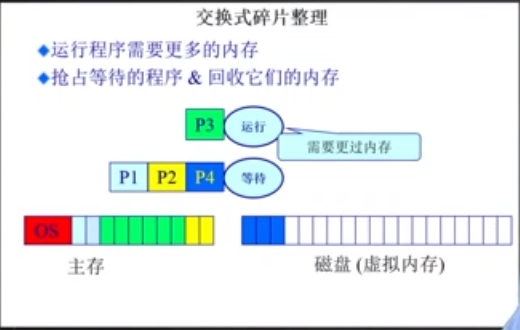 交换式碎片整理
运行程序需要更多的内存
抢占等待的程序 & 回收它们的内存
P3 运行
需要更过内存
P1 P2 P4 等待
OS
主存 磁盘 (虚拟内存)